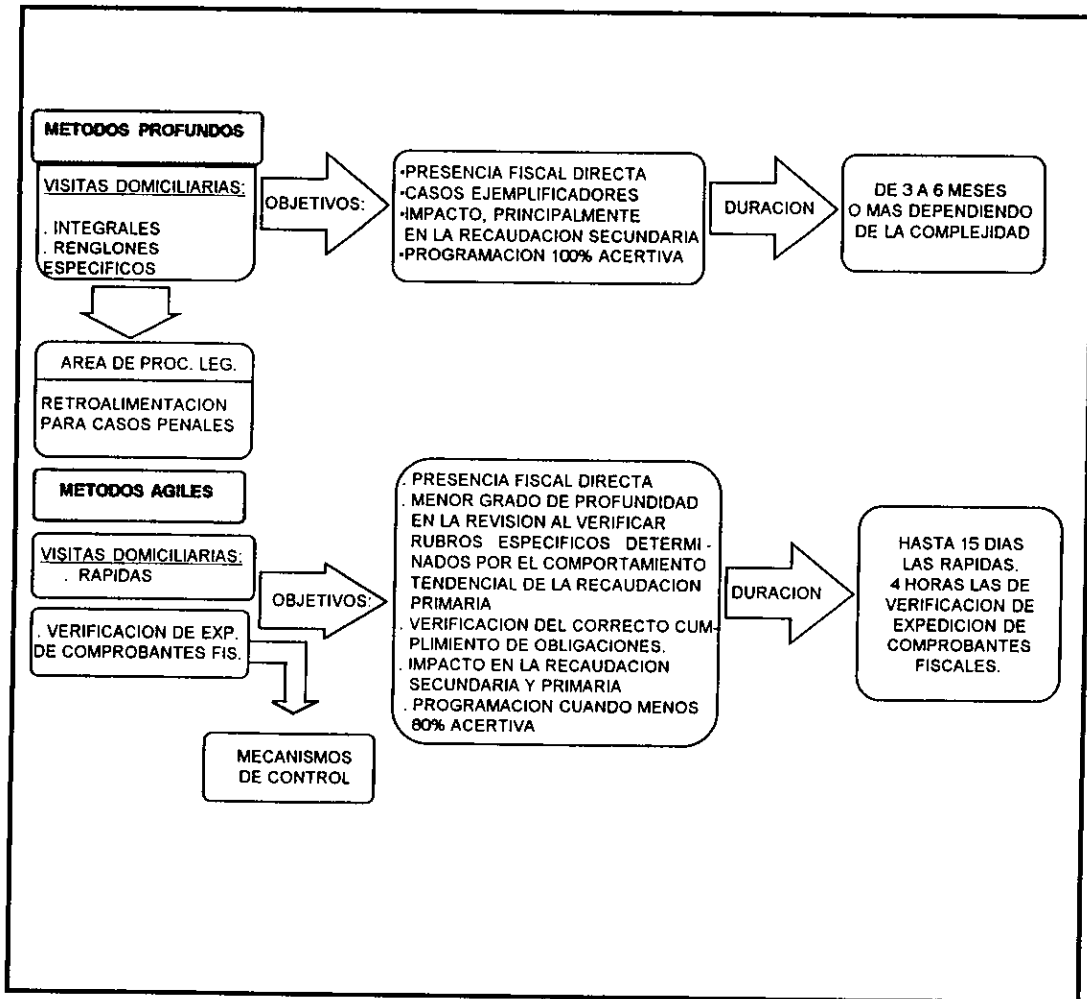 METODOS PROFUNDOS
VISITAS DOMICILIARIAS:
. INTEGRALES
. RENGLONES
ESPECIFICOS
OBJETIVOS:
•PRESENCIA FISCAL DIRECTA
•CASOS EJEMPLIFICADORES
•IMPACTO, PRINCIPALMENTE
EN LA RECAUDACION SECUNDARIA
•PROGRAMACION 100% ACERTIVA
DURACION
DE 3 A 6 MESES
O MAS DEPENDIENDO
DE LA COMPLEJIDAD
AREA DE PROC. LEG.
RETROALIMENTACION
PARA CASOS PENALES
METODOS AGILES
VISITAS DOMICILIARIAS:
. RAPIDAS
. VERIFICACION DE EXP.
DE COMPROBANTES FIS.
OBJETIVOS:
. PRESENCIA FISCAL DIRECTA
. MENOR GRADO DE PROFUNDIDAD
EN LA REVISION AL VERIFICAR
RUBROS ESPECIFICOS DETERMI-
NADOS POR EL COMPORTAMIENTO
TENDENCIAL DE LA RECAUDACION
PRIMARIA
. VERIFICACION DEL CORRECTO CUM-
PLIMIENTO DE OBLIGACIONES.
. IMPACTO EN LA RECAUDACION
SECUNDARIA Y PRIMARIA
. PROGRAMACION CUANDO MENOS
80% ACERTIVA
DURACION
HASTA 15 DIAS
LAS RAPIDAS.
4 HORAS LAS DE
VERIFICACION DE
EXPEDICION DE
COMPROBANTES
FISCALES.
MECANISMOS
DE CONTROL